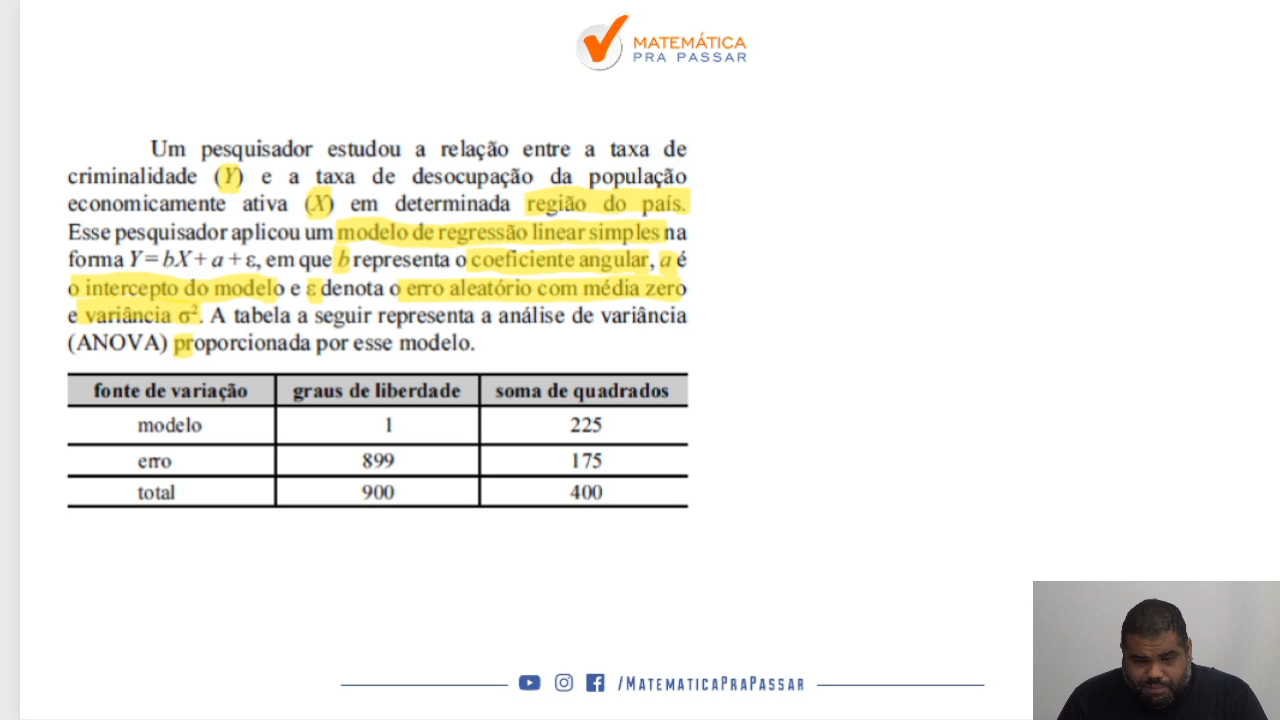 MATEMÁTICA
PRA PASSAR
Um pesquisador estudou a relação entre a taxa de
criminalidade (Y) e a taxa de desocupação da população
economicamente ativa (X) em determinada região do país.
Esse pesquisador aplicou um modelo de regressão linear simples na
forma Y = bX + a + ε, em que b representa o coeficiente angular, a é
o intercepto do modelo e ε denota o erro aleatório com média zero
e variância σ². A tabela a seguir representa a análise de variância
(ANOVA) proporcionada por esse modelo.
fonte de variação graus de liberdade soma de quadrados
modelo 1 225
erro 899 175
total 900 400
/MATEMATICAPRAPASSAR